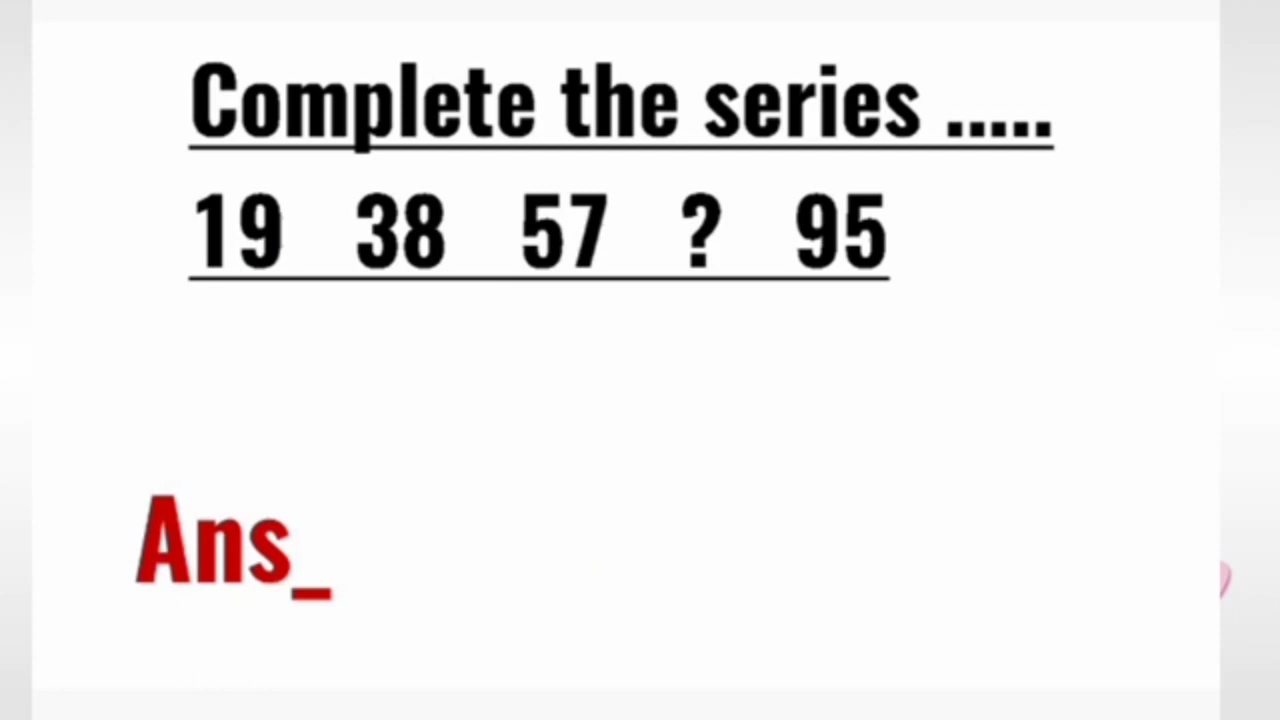 Complete the series .....
19 38 57 ? 95
Ans_